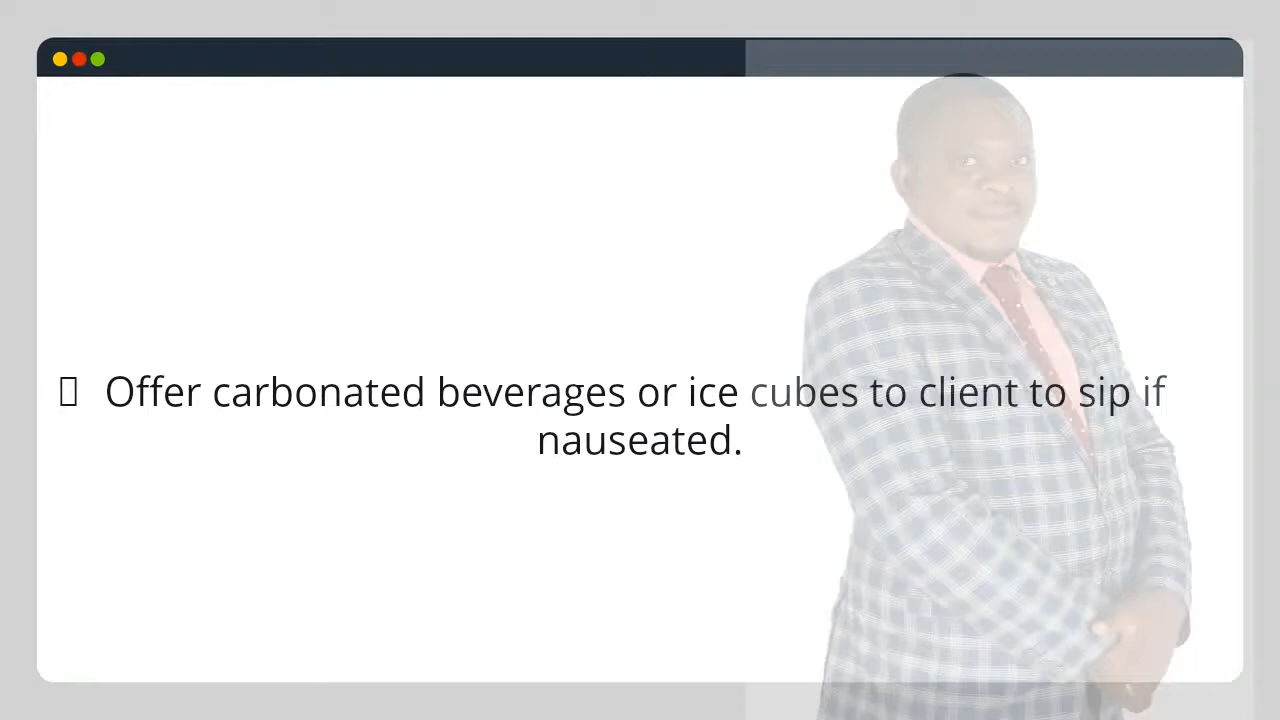 Offer carbonated beverages or ice cubes to client to sip if
nauseated.